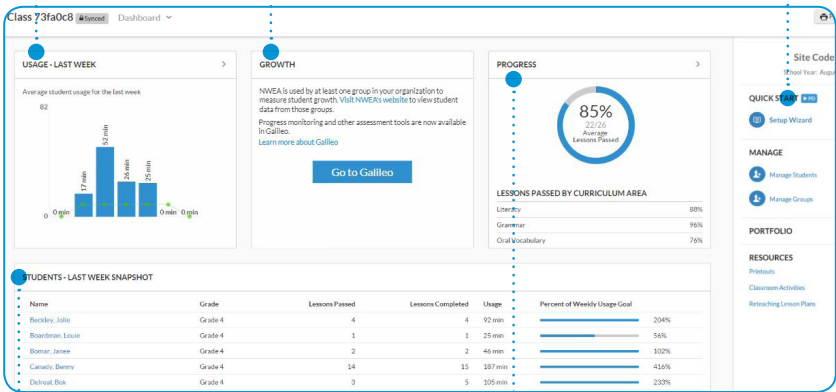 Class 73fa0c8 Synced Dashboard
USAGE - LAST WEEK
Average student usage for the last week
82
0
0 min
17 min
52 min
26 min
25 min
0 min
0 min
GROWTH
NWEA is used by at least one group in your organization to
measure student growth. Visit NWEA's website to view student
data from those groups.
Progress monitoring and other assessment tools are now available
in Galileo.
Learn more about Galileo
Go to Galileo
PROGRESS
85%
22/26
Average
Lessons Passed
LESSONS PASSED BY CURRICULUM AREA
Literacy 88%
Grammar 96%
Oral Vocabulary 76%
Site Code
School Year: Augu
QUICK START PD
Setup Wizard
MANAGE
Manage Students
Manage Groups
PORTFOLIO
RESOURCES
Printouts
Classroom Activities
Reteaching Lesson Plans
STUDENTS - LAST WEEK SNAPSHOT
Name Grade Lessons Passed Lessons Completed Usage Percent of Weekly Usage Goal
Beckley, Jolie Grade 4 4 4 92 min 204%
Boardman, Louie Grade 4 1 1 25 min 56%
Bomar, Janee Grade 4 2 2 46 min 102%
Canady, Benny Grade 4 14 15 187 min 416%
Delreal, Bok Grade 4 3 5 105 min 233%